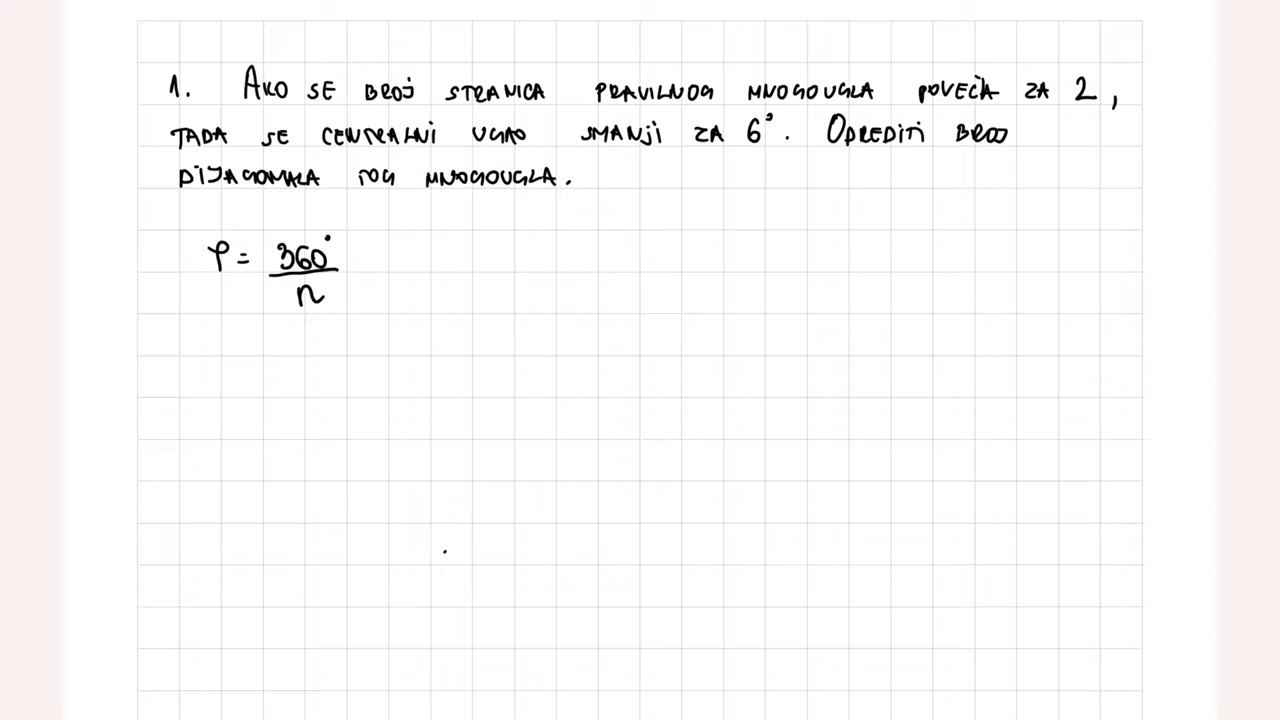 1. AKO SE BROJ STRANICA PRAVILNOG MNOGOUGLA POVEĆA ZA 2,
TADA SE CENTRALNI UGAO SMANJI ZA 6°. ODREDITI BROJ
DIJAGONALA TOG MNOGOUGLA.
φ = 360°
n